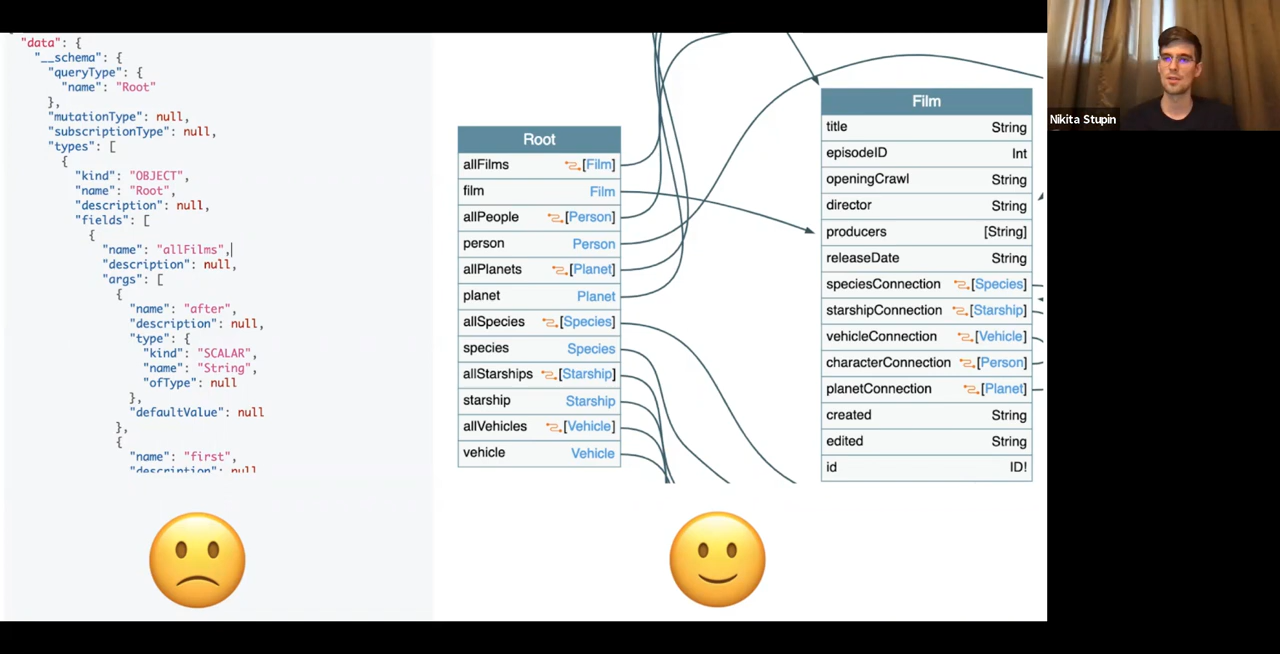 "data": {
"__schema": {
"queryType": {
"name": "Root"
},
"mutationType": null,
"subscriptionType": null,
"types": [
{
"kind": "OBJECT",
"name": "Root",
"description": null,
"fields": [
{
"name": "allFilms",
"description": null,
"args": [
{
"name": "after",
"description": null,
"type": {
"kind": "SCALAR",
"name": "String",
"ofType": null
},
"defaultValue": null
},
{
"name": "first",
"description": null
Root
allFilms [Film]
film Film
allPeople [Person]
person Person
allPlanets [Planet]
planet Planet
allSpecies [Species]
species Species
allStarships [Starship]
starship Starship
allVehicles [Vehicle]
vehicle Vehicle
Film
title String
episodeID Int
openingCrawl String
director String
producers [String]
releaseDate String
speciesConnection [Species]
starshipConnection [Starship]
vehicleConnection [Vehicle]
characterConnection [Person]
planetConnection [Planet]
created String
edited String
id ID!
Nikita Stupin